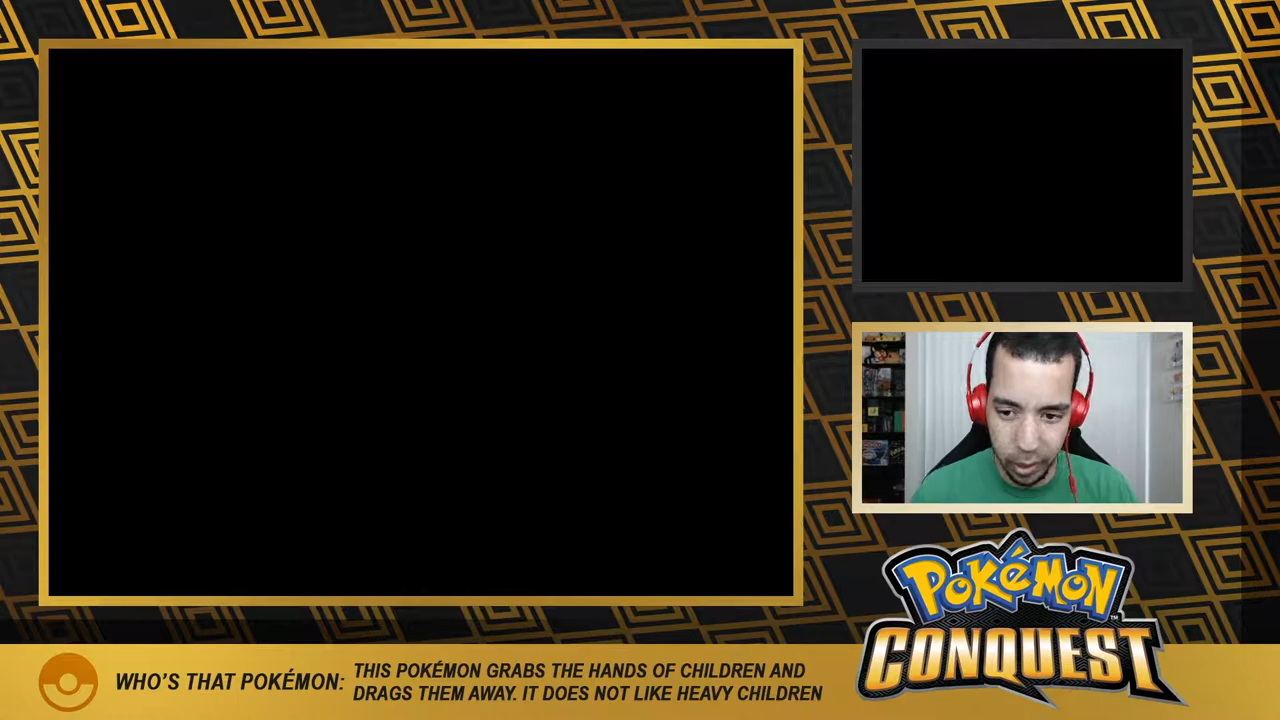 POKÉMON
CONQUEST
WHO'S THAT POKÉMON:
THIS POKÉMON GRABS THE HANDS OF CHILDREN AND
DRAGS THEM AWAY. IT DOES NOT LIKE HEAVY CHILDREN